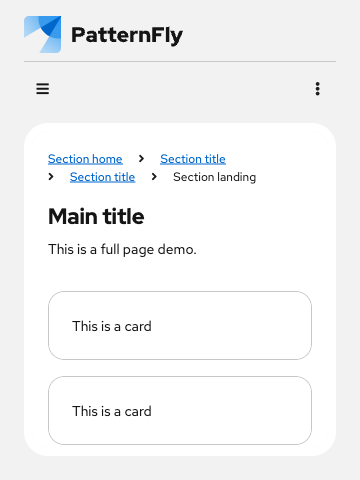 PatternFly
Section home Section title
Section title Section landing
Main title
This is a full page demo.
This is a card
This is a card